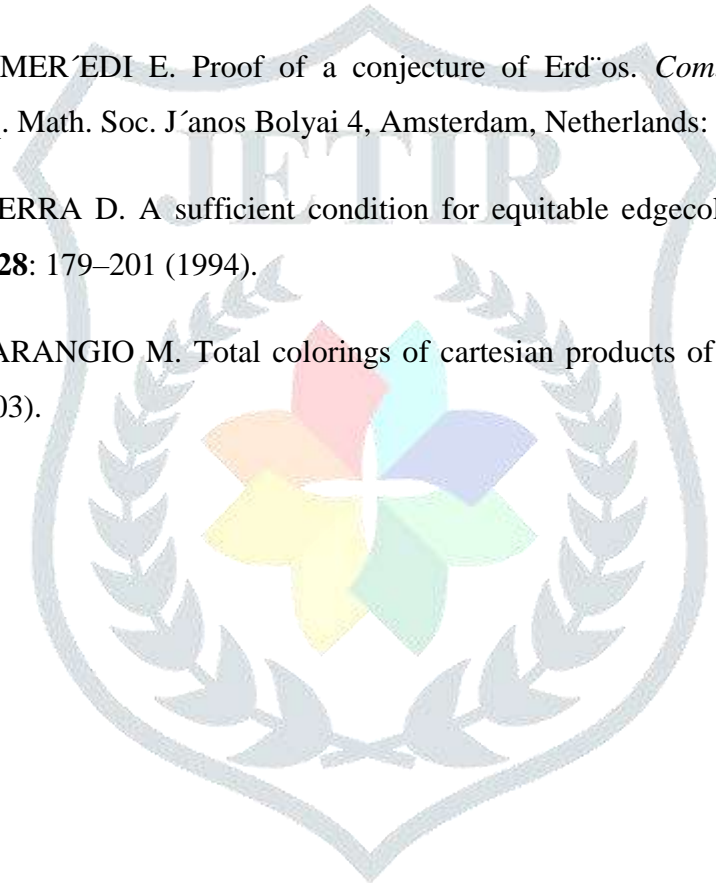 MER´EDI E. Proof of a conjecture of Erd¨os. Com
. Math. Soc. J´anos Bolyai 4, Amsterdam, Netherlands:
JETIR
ERRA D. A sufficient condition for equitable edgecol
28: 179–201 (1994).
ARANGIO M. Total colorings of cartesian products of
03).